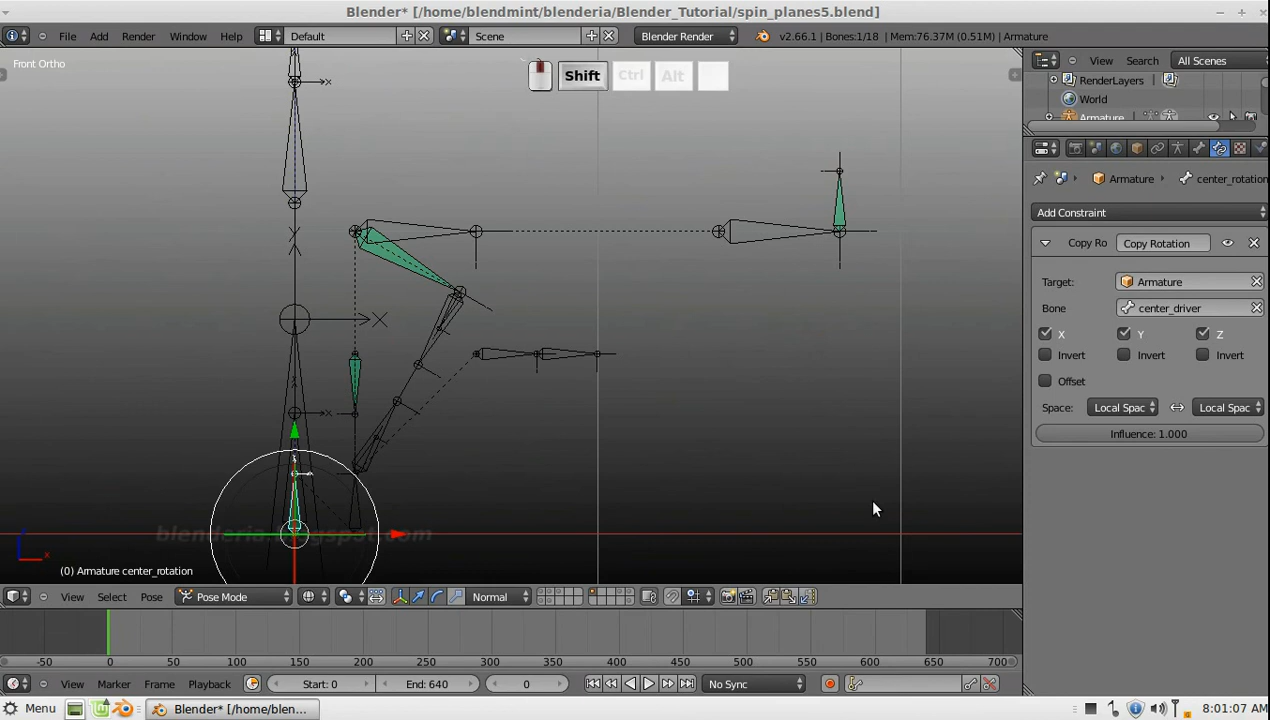 Blender* [/home/blendmint/blenderia/Blender_Tutorial/spin_planes5.blend]
File Add Render Window Help Default Scene Blender Render v2.66.1 | Bones:1/18 | Mem:76.37M (0.51M) | Armature
Front Ortho
Shift Ctrl Alt
View Search All Scenes
RenderLayers
World
Armature
Armature center_rotation
Add Constraint
Copy Ro Copy Rotation
Target: Armature
Bone center_driver
X Y Z
Invert Invert Invert
Offset
Space: Local Spac Local Spac
Influence: 1.000
blenderia.blogspot.com
(0) Armature center_rotation
View Select Pose Pose Mode Normal
-50 0 50 100 150 200 250 300 350 400 450 500 550 600 650 700
View Marker Frame Playback Start: 0 End: 640 0 No Sync
Menu Blender* [/home/blen... 8:01:07 AM